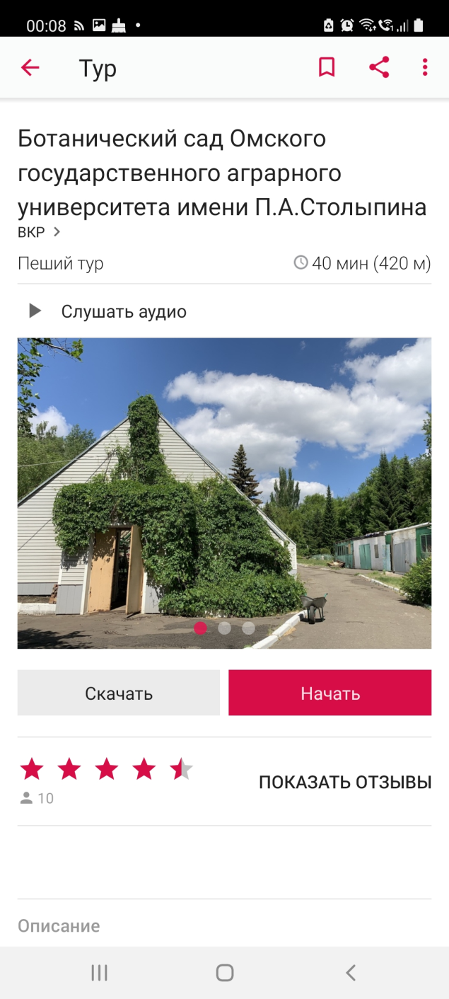 00:08
Тур
Ботанический сад Омского
государственного аграрного
университета имени П.А.Столыпина
ВКР
Пеший тур
40 мин (420 м)
Слушать аудио
Скачать
Начать
ПОКАЗАТЬ ОТЗЫВЫ
10
Описание